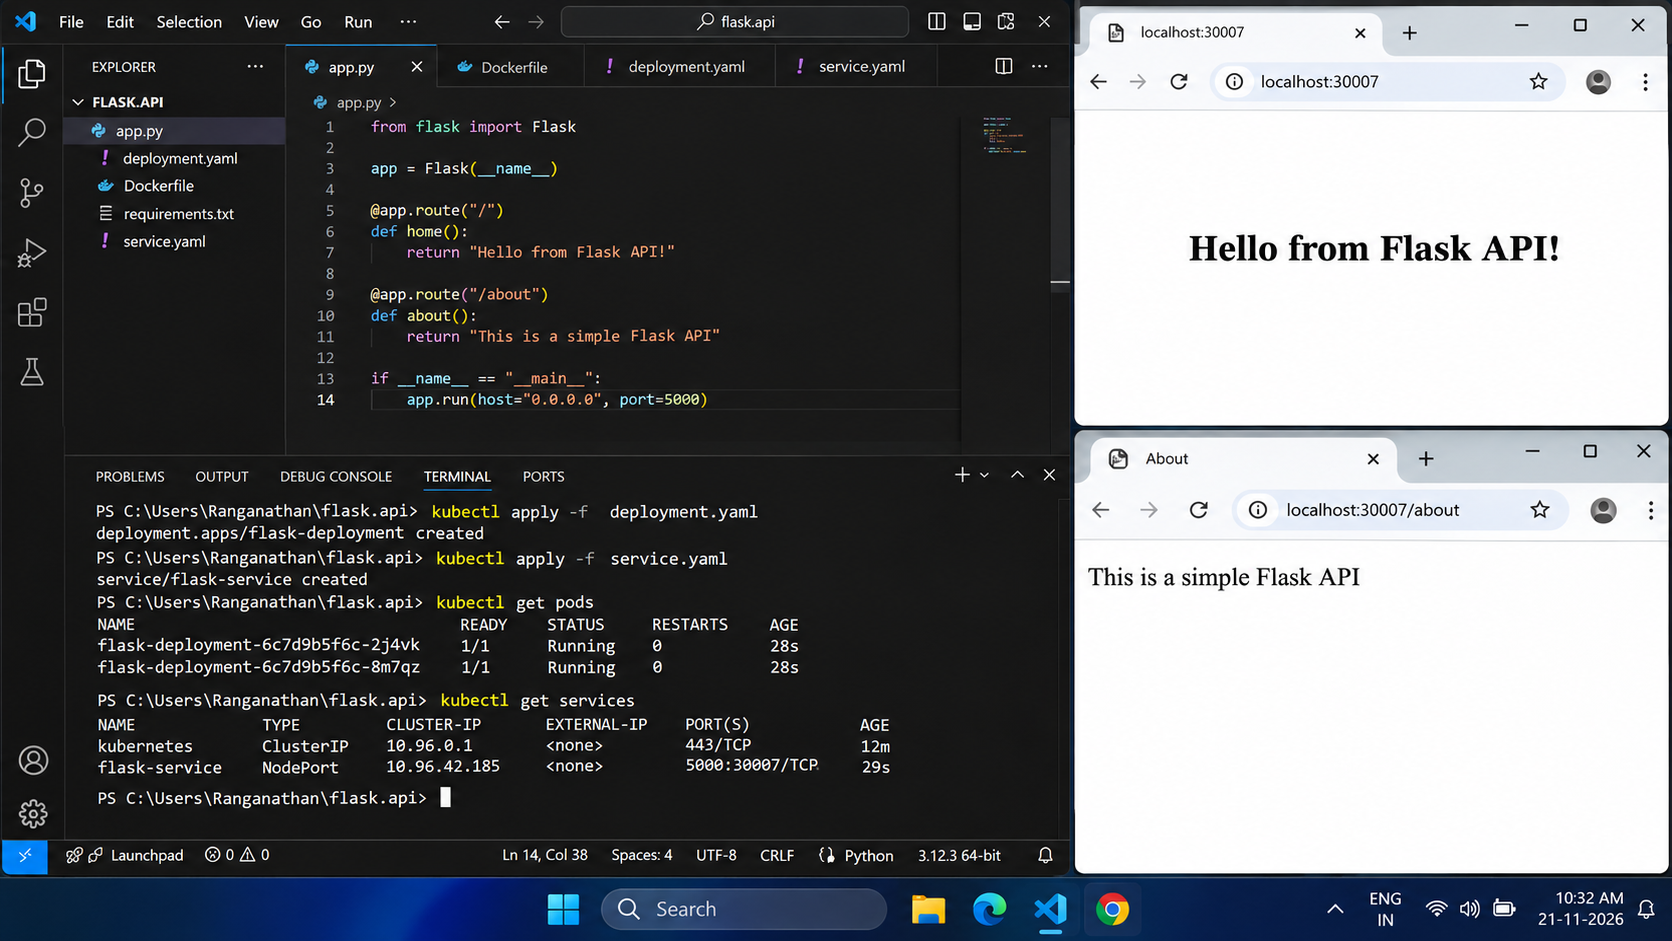 File Edit Selection View Go Run ... flask.api
EXPLORER ...
FLASK.API
app.py
deployment.yaml
Dockerfile
requirements.txt
service.yaml
app.py Dockerfile ! deployment.yaml ! service.yaml ...
app.py >
1 from flask import Flask
2
3 app = Flask(__name__)
4
5 @app.route("/")
6 def home():
7 return "Hello from Flask API!"
8
9 @app.route("/about")
10 def about():
11 return "This is a simple Flask API"
12
13 if __name__ == "__main__":
14 app.run(host="0.0.0.0", port=5000)
PROBLEMS OUTPUT DEBUG CONSOLE TERMINAL PORTS
PS C:\Users\Ranganathan\flask.api> kubectl apply -f deployment.yaml
deployment.apps/flask-deployment created
PS C:\Users\Ranganathan\flask.api> kubectl apply -f service.yaml
service/flask-service created
PS C:\Users\Ranganathan\flask.api> kubectl get pods
NAME READY STATUS RESTARTS AGE
flask-deployment-6c7d9b5f6c-2j4vk 1/1 Running 0 28s
flask-deployment-6c7d9b5f6c-8m7qz 1/1 Running 0 28s
PS C:\Users\Ranganathan\flask.api> kubectl get services
NAME TYPE CLUSTER-IP EXTERNAL-IP PORT(S) AGE
kubernetes ClusterIP 10.96.0.1 <none> 443/TCP 12m
flask-service NodePort 10.96.42.185 <none> 5000:30007/TCP 29s
PS C:\Users\Ranganathan\flask.api>
Launchpad 0 0 Ln 14, Col 38 Spaces: 4 UTF-8 CRLF Python 3.12.3 64-bit
localhost:30007
localhost:30007
Hello from Flask API!
About
localhost:30007/about
This is a simple Flask API
Search
ENG
IN
10:32 AM
21-11-2026